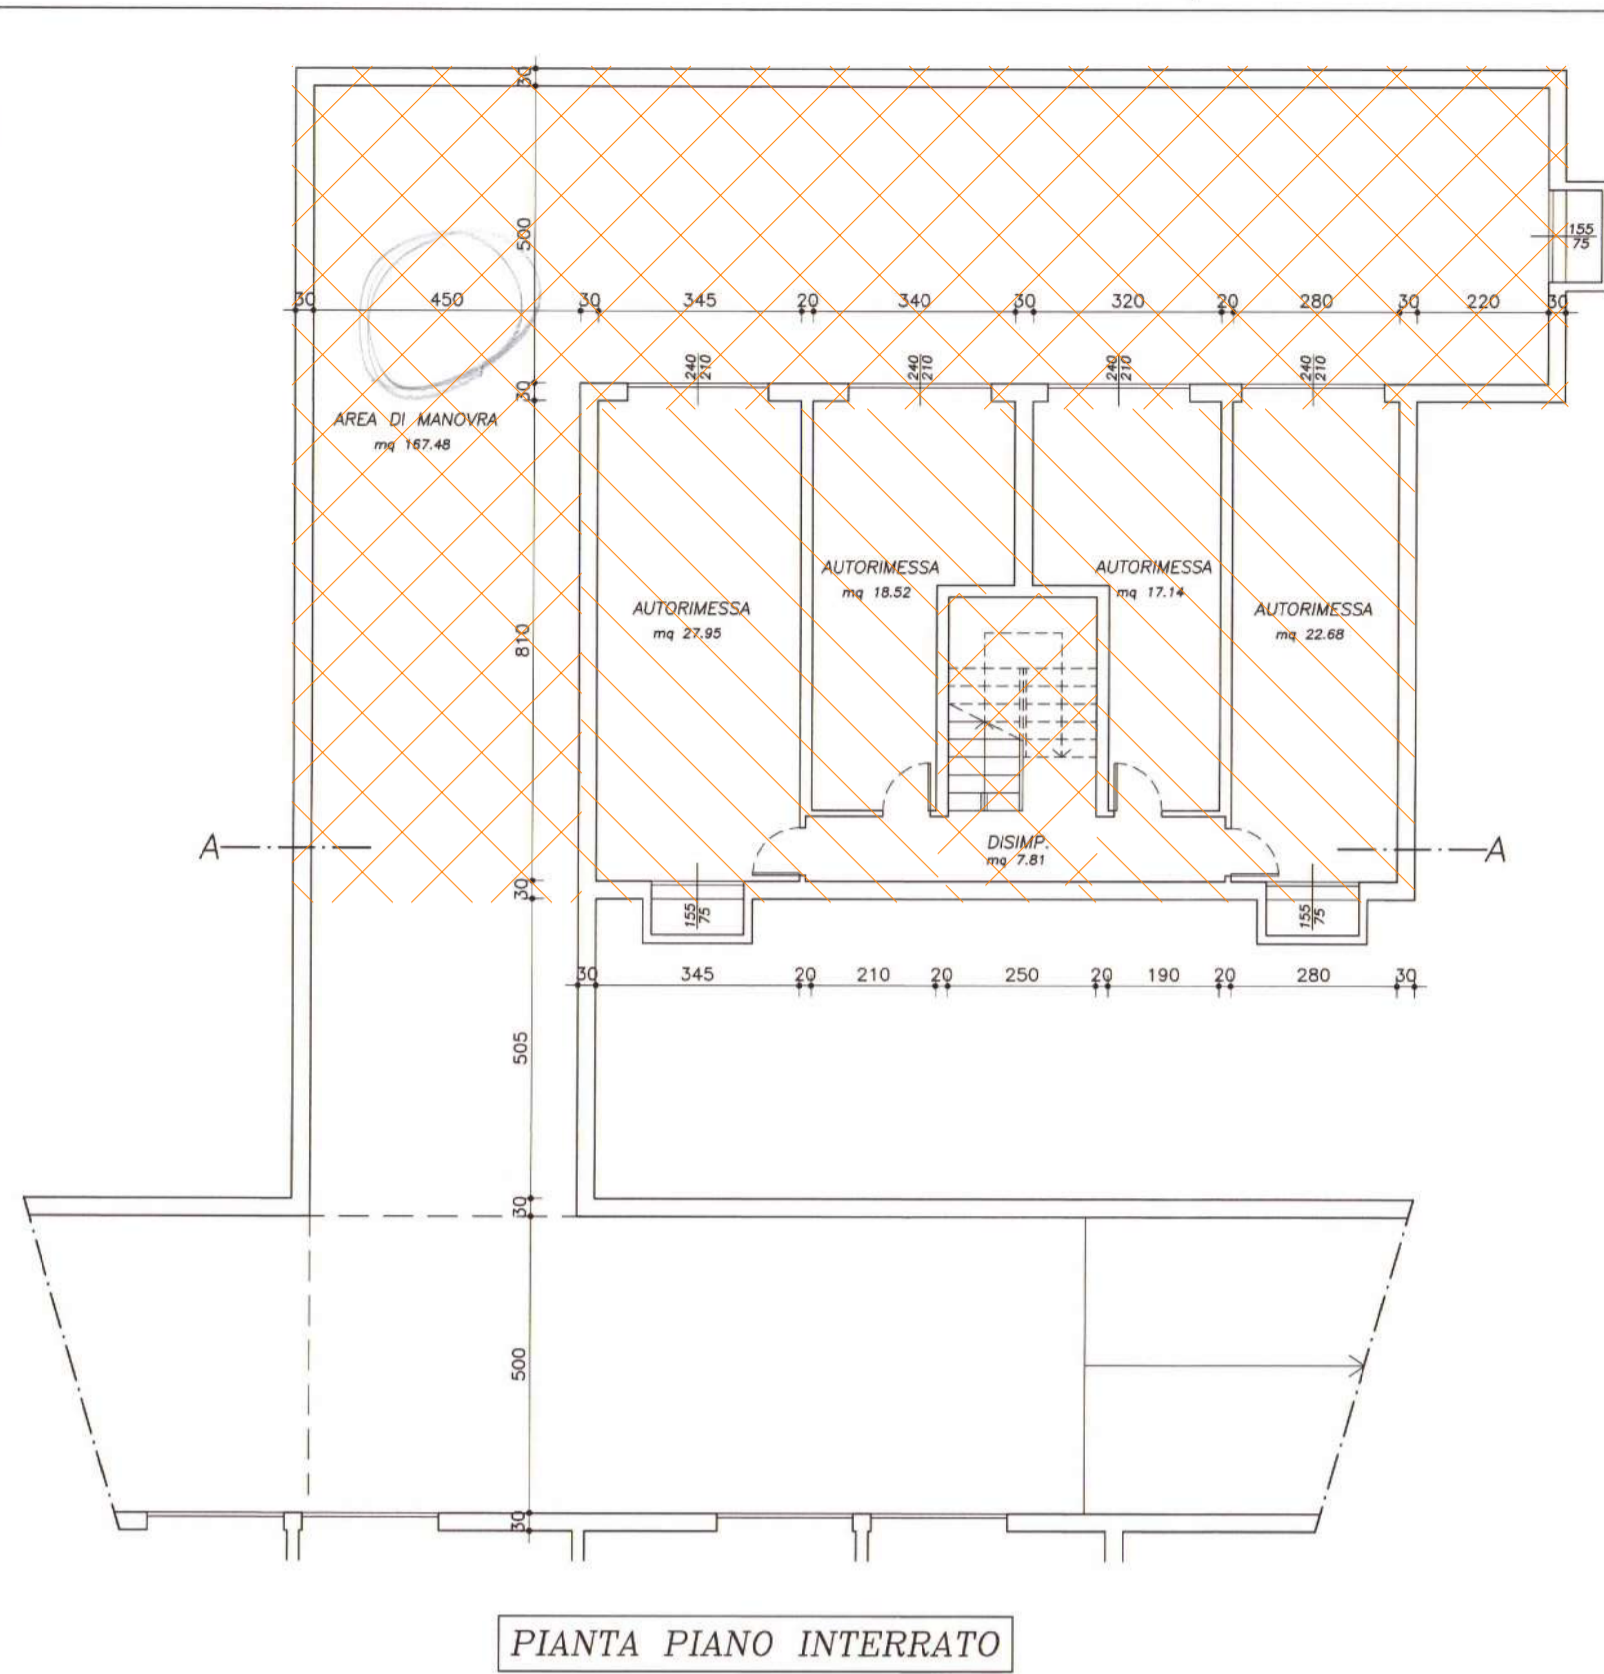 30
500
30 450 30 345 20 340 30 320 20 280 30 220 30
155
75
240
210
240
210
240
210
240
210
30
AREA DI MANOVRA
mq 167.48
AUTORIMESSA
mq 18.52
AUTORIMESSA
mq 17.14
AUTORIMESSA
mq 27.95
AUTORIMESSA
mq 22.68
810
DISIMP.
mq 7.81
A
A
30
155
75
155
75
30 345 20 210 20 250 20 190 20 280 30
505
30
500
30
PIANTA PIANO INTERRATO